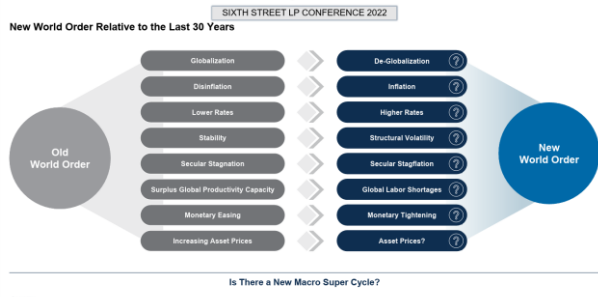 SIXTH STREET LP CONFERENCE 2022
New World Order Relative to the Last 30 Years
Old
World Order
Globalization
De-Globalization ?
Disinflation
Inflation ?
Lower Rates
Higher Rates ?
Stability
Structural Volatility ?
Secular Stagnation
Secular Stagflation ?
Surplus Global Productivity Capacity
Global Labor Shortages ?
Monetary Easing
Monetary Tightening ?
Increasing Asset Prices
Asset Prices? ?
New
World Order
Is There a New Macro Super Cycle?